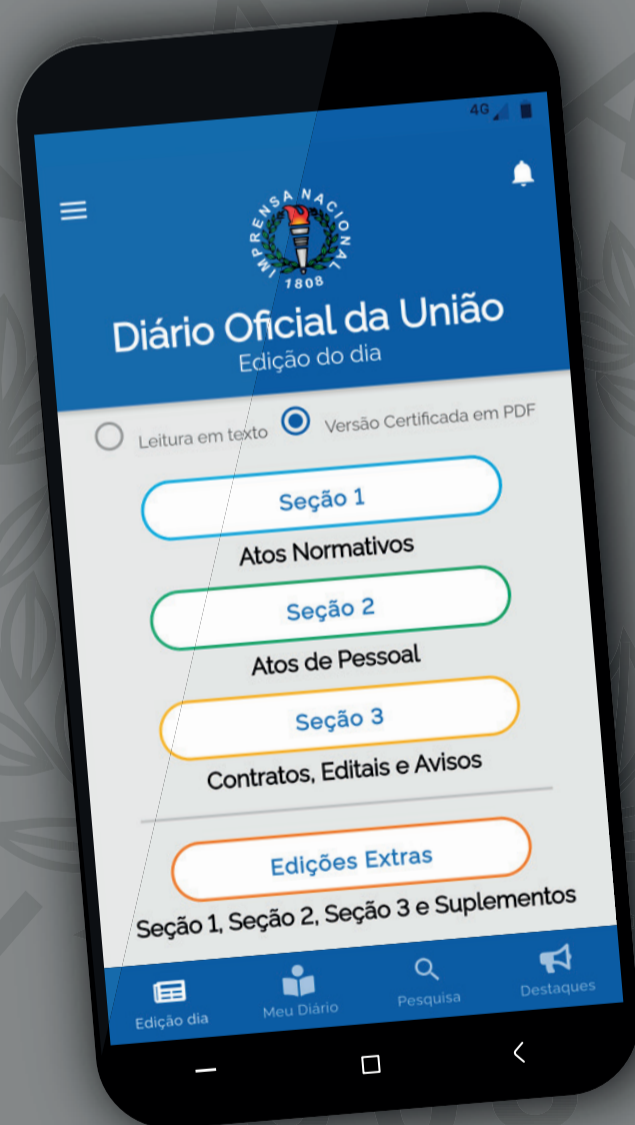 4G
IMPRENSA NACIONAL
1808
Diário Oficial da União
Edição do dia
Leitura em texto Versão Certificada em PDF
Seção 1
Atos Normativos
Seção 2
Atos de Pessoal
Seção 3
Contratos, Editais e Avisos
Edições Extras
Seção 1, Seção 2, Seção 3 e Suplementos
Edição dia Meu Diário Pesquisa Destaques